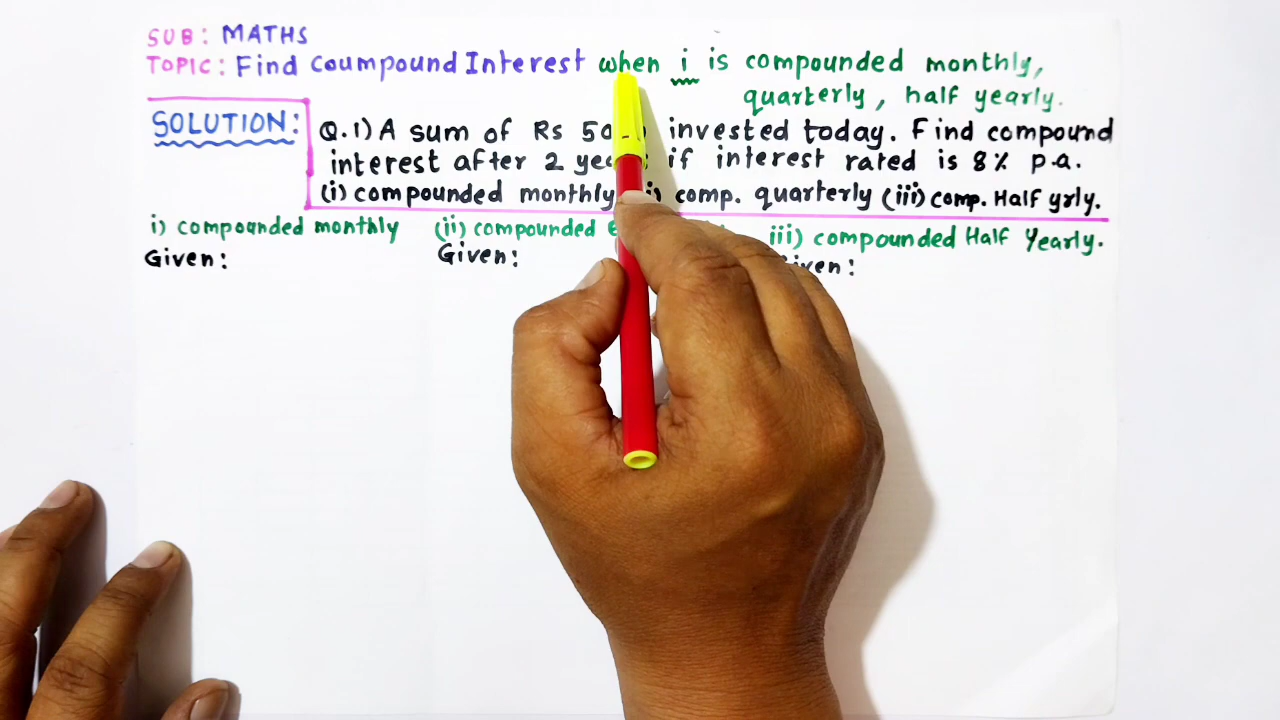 SUB: MATHS
TOPIC: Find Coumpound Interest when i is compounded monthly,
quarterly, half yearly.
SOLUTION:
Q.1) A sum of Rs invested today. Find compound
interest after 2 if interest rated is 8% p.a.
(i) compounded monthly comp. quarterly (iii) comp. Half yrly.
i) compounded monthly
Given:
(ii) compounded
Given:
iii) compounded Half Yearly.